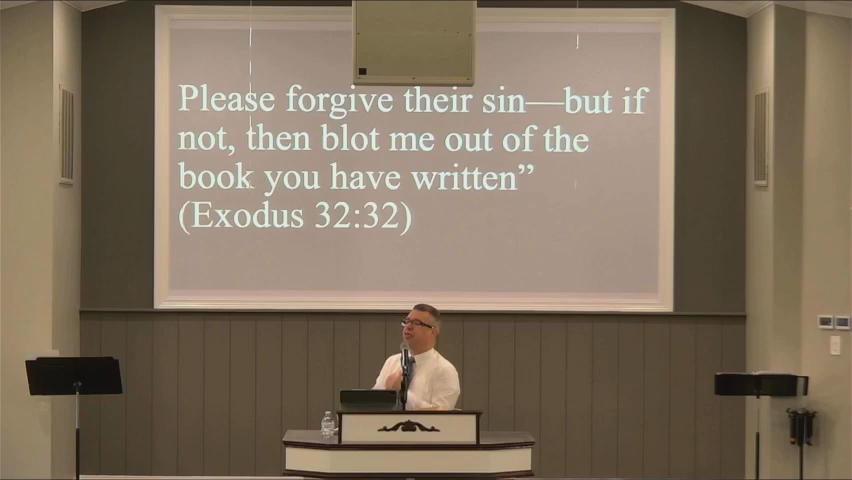 Please forgive their sin—but if
not, then blot me out of the
book you have written”
(Exodus 32:32)